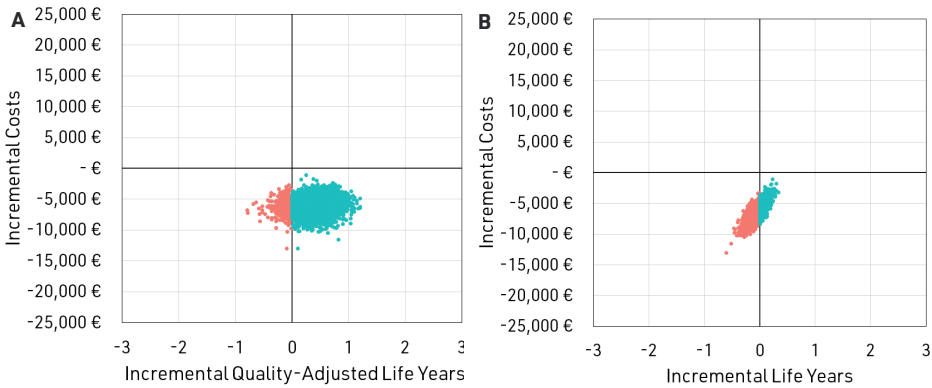 A
Incremental Costs
25,000 €
20,000 €
15,000 €
10,000 €
5,000 €
- €
-5,000 €
-10,000 €
-15,000 €
-20,000 €
-25,000 €
-3 -2 -1 0 1 2 3
Incremental Quality-Adjusted Life Years
B
Incremental Costs
25,000 €
20,000 €
15,000 €
10,000 €
5,000 €
- €
-5,000 €
-10,000 €
-15,000 €
-20,000 €
-25,000 €
-3 -2 -1 0 1 2 3
Incremental Life Years